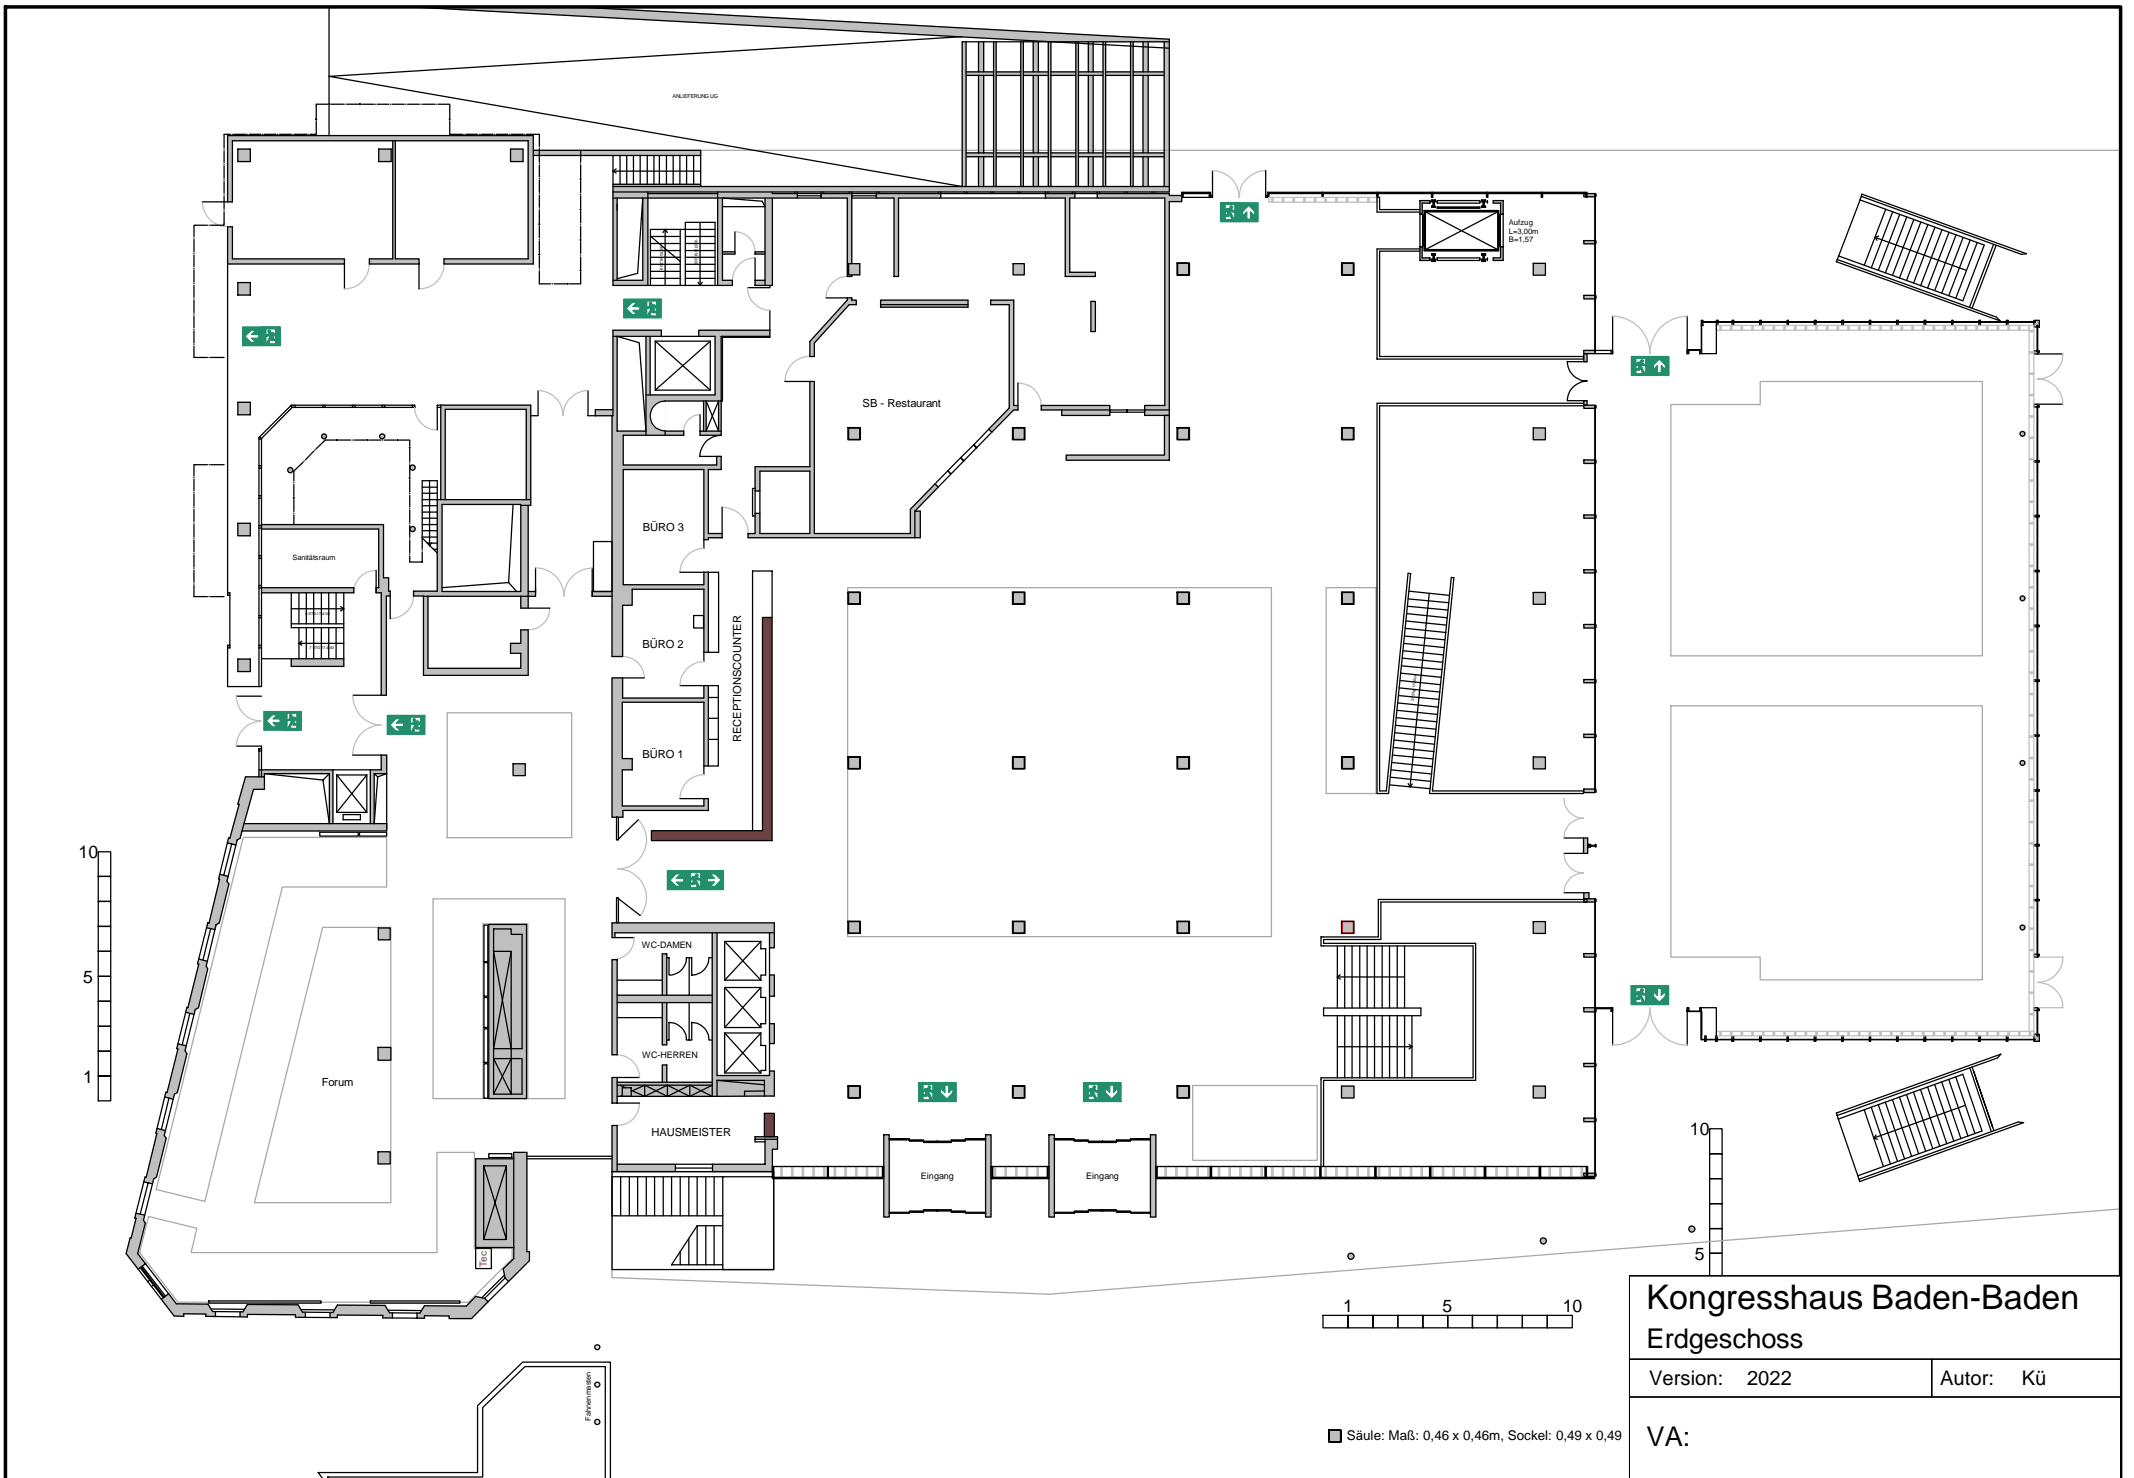 ANLIEFERUNG UG
Aufzug
L=3,00m
B=1,57
SB - Restaurant
BÜRO 3
Sanitätsraum
BÜRO 2
RECEPTIONSCOUNTER
BÜRO 1
10
5
1
WC-DAMEN
WC-HERREN
Forum
HAUSMEISTER
Eingang
Eingang
Tec
10
5
1
5
10
Fahnenmasten
Kongresshaus Baden-Baden
Erdgeschoss
Version: 2022
Autor: Kü
Säule: Maß: 0,46 x 0,46m, Sockel: 0,49 x 0,49
VA: